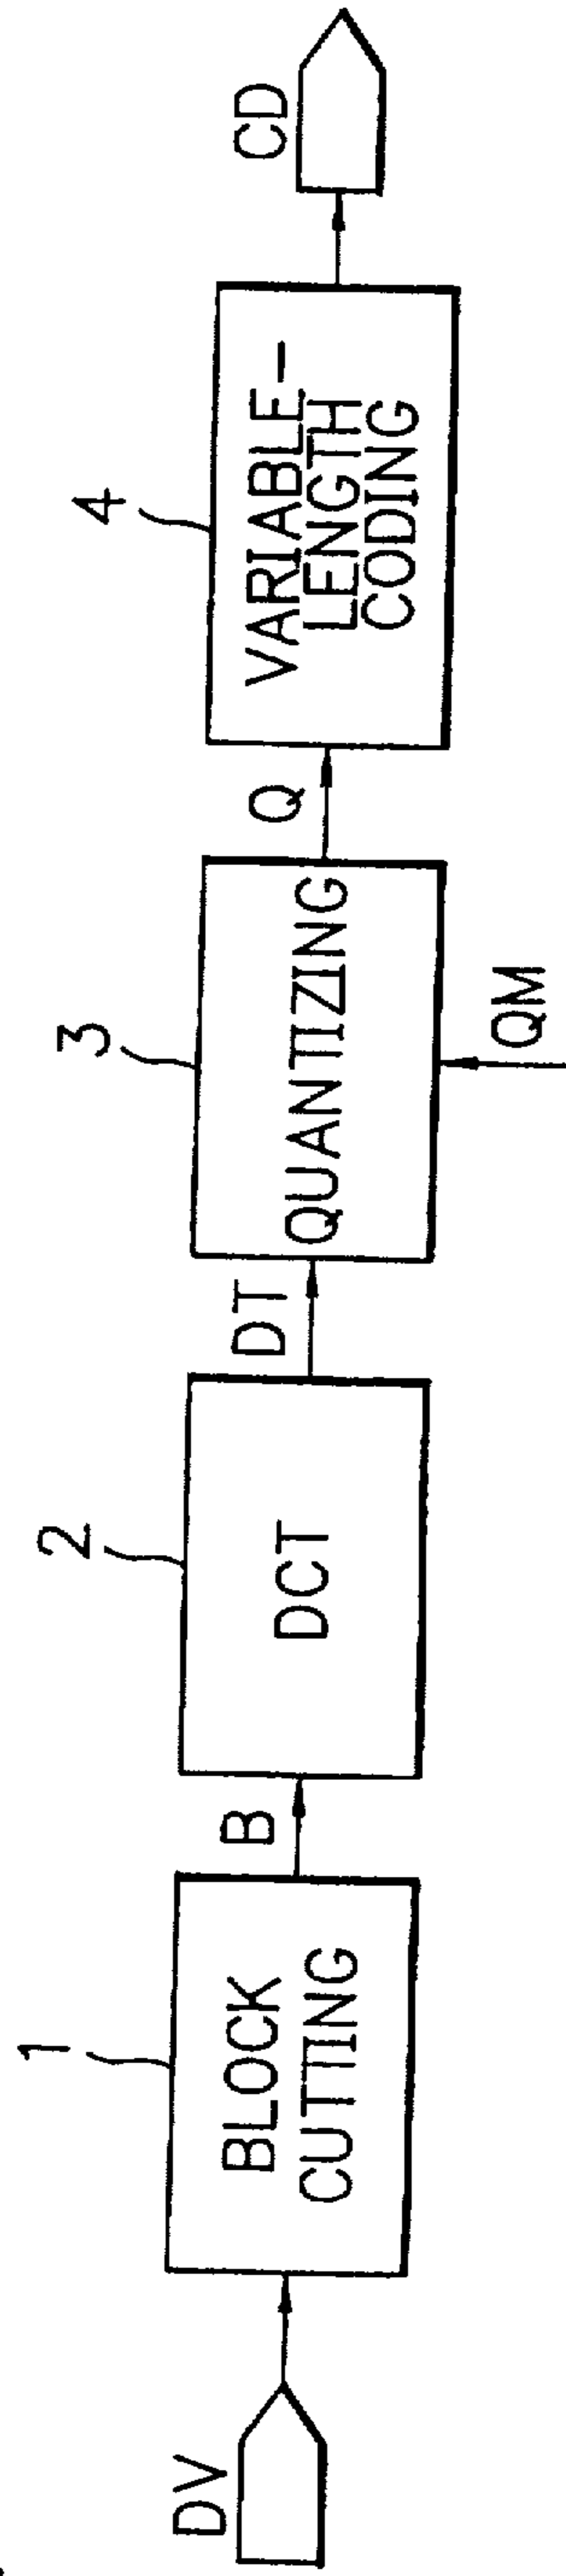 DV
1
BLOCK
CUTTING
B
2
DCT
DT
3
QUANTIZING
QM
Q
4
VARIABLE-
LENGTH
CODING
CD